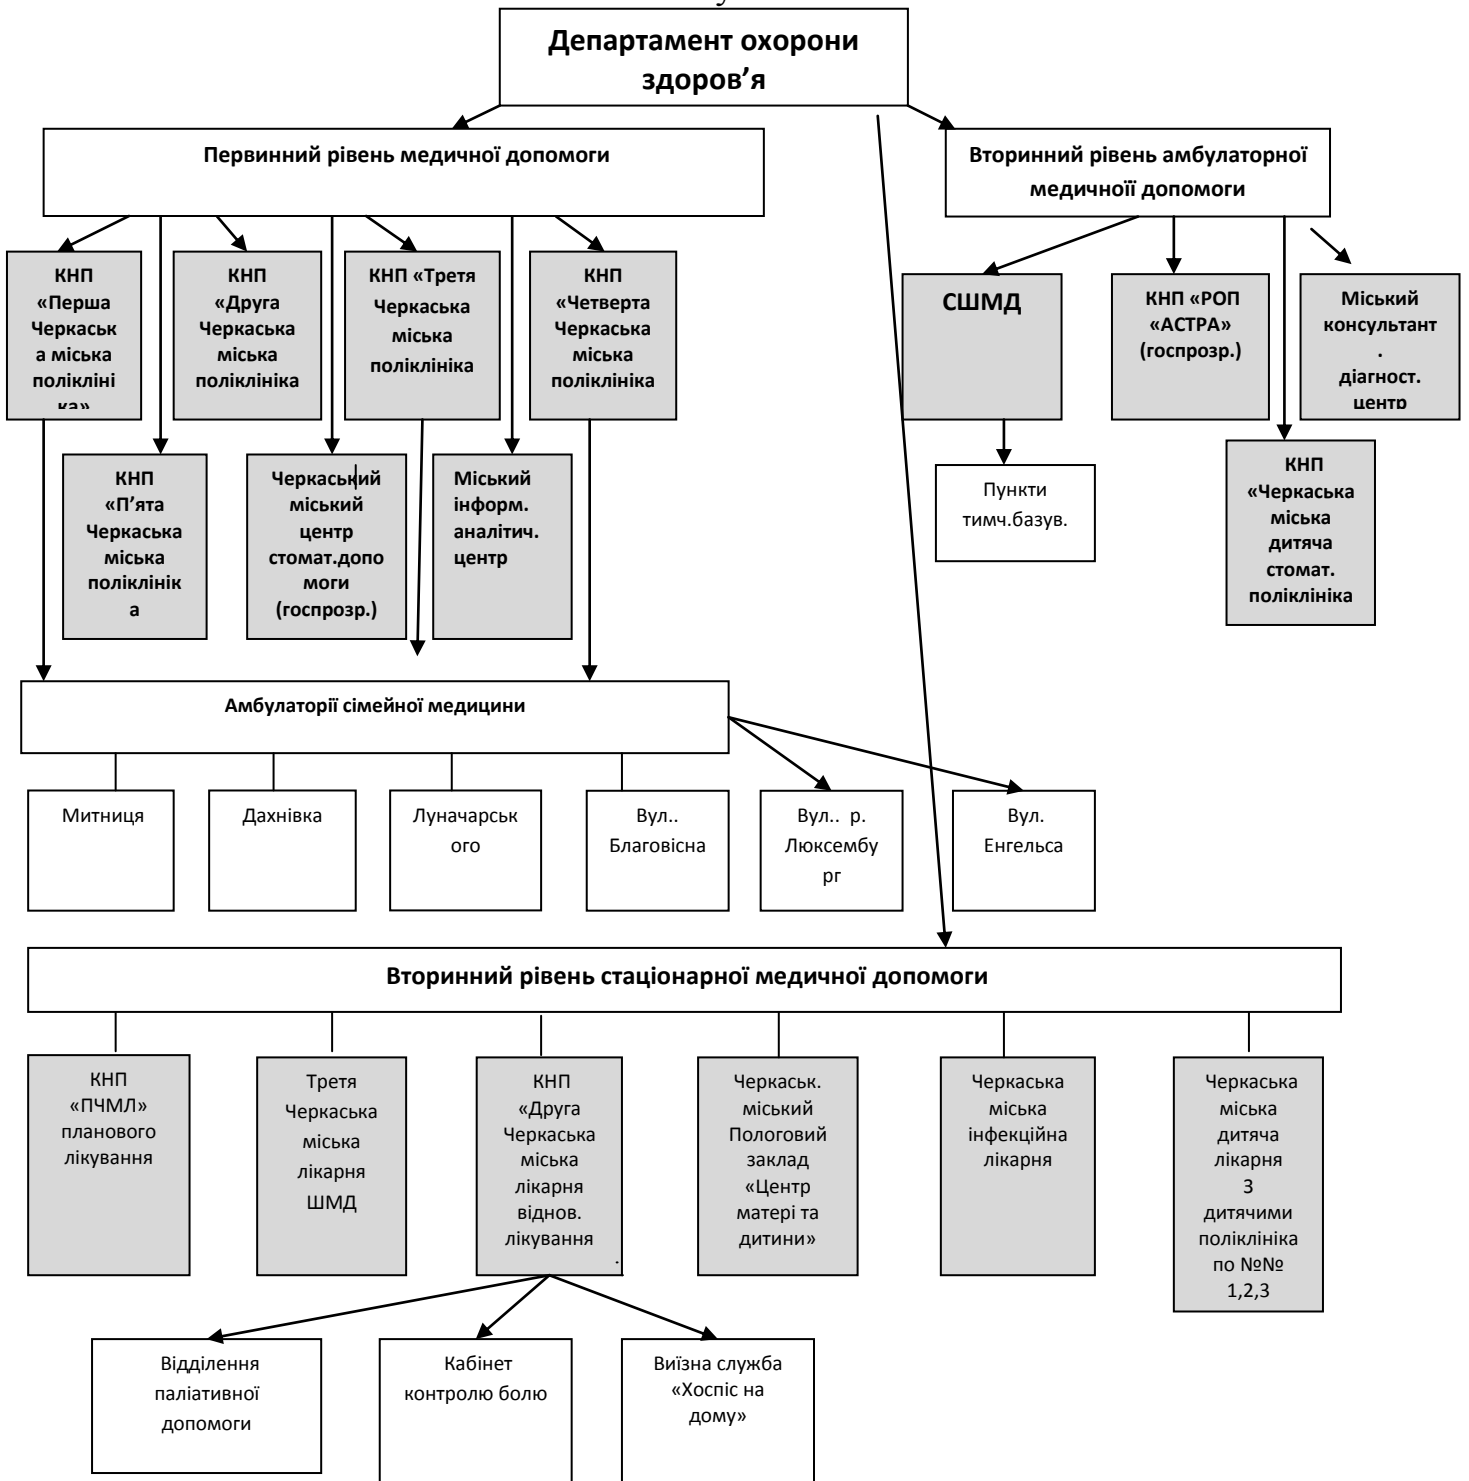 у
Департамент охорони
здоров’я
Первинний рівень медичної допомоги
Вторинний рівень амбулаторної
медичноїї допомоги
КНП
«Перша
Черкаськ
а міська
поліклiнi
ка»
КНП
«Друга
Черкаська
міська
поліклініка
КНП «Третя
Черкаська
міська
поліклініка
КНП
«Четверта
Черкаська
міська
поліклініка
СШМД
КНП «РОП
«АСТРА»
(госпрозр.)
Міський
консультант
.
діагност.
центр
КНП
«П’ята
Черкаська
міська
поліклінік
а
Черкаський
міський
центр
стомат.допо
моги
(госпрозр.)
Міський
інформ.
аналітич.
центр
Пункти
тимч.базув.
КНП
«Черкаська
міська
дитяча
стомат.
поліклініка
Амбулаторії сімейної медицини
Митниця
Дахнівка
Луначарськ
ого
Вул..
Благовісна
Вул..  р.
Люксембу
рг
Вул.
Енгельса
Вторинний рівень стаціонарної медичної допомоги
КНП
«ПЧМЛ»
планового
лікування
Третя
Черкаська
міська
лікарня
ШМД
КНП
«Друга
Черкаська
міська
лікарня
віднов.
лікування
.
Черкаськ.
міський
Пологовий
заклад
«Центр
матері та
дитини»
Черкаська
міська
інфекційна
лікарня
Черкаська
міська
дитяча
лікарня
З
дитячими
поліклініка
по №№
1,2,3
Відділення
паліативної
допомоги
Кабінет
контролю болю
Виїзна служба
«Хоспіс на
дому»